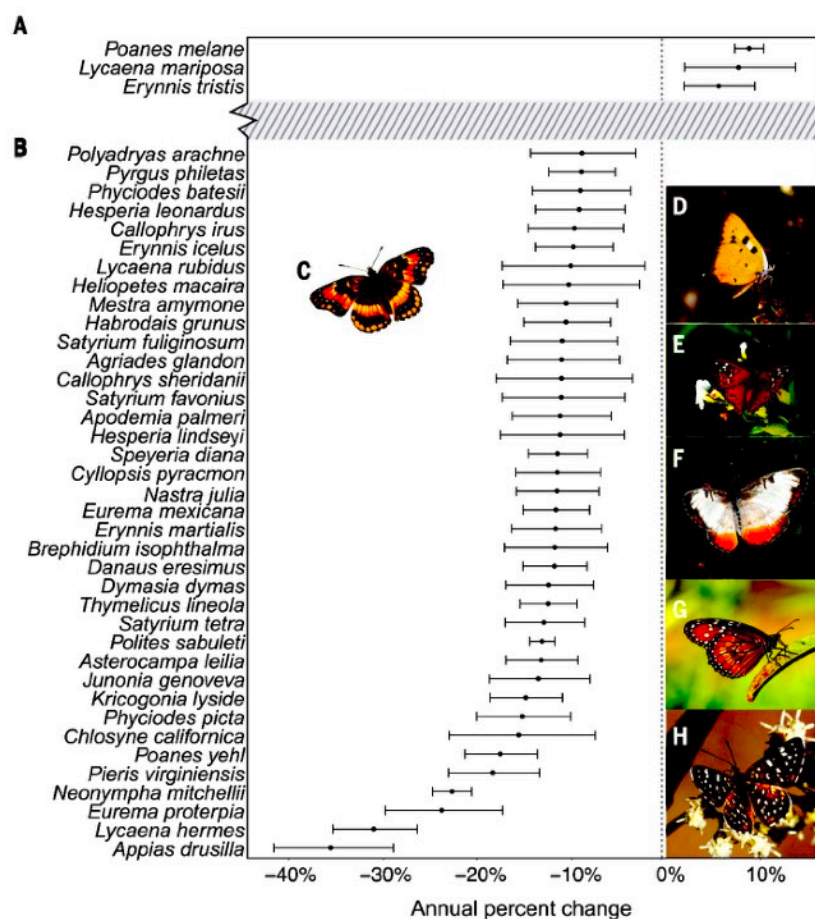 A
Poanes melane
Lycaena mariposa
Erynnis tristis
B
Polyadryas arachne
Pyrgus philetas
Phyciodes batesii
Hesperia leonardus
Callophrys irus
Erynnis icelus
Lycaena rubidus
Heliopetes macaira
Mestra amymone
Habrodais grunus
Satyrium fuliginosum
Agriades glandon
Callophrys sheridanii
Satyrium favonius
Apodemia palmeri
Hesperia lindseyi
Speyeria diana
Cyllopsis pyracmon
Nastra julia
Eurema mexicana
Erynnis martialis
Brephidium isophthalma
Danaus eresimus
Dymasia dymas
Thymelicus lineola
Satyrium tetra
Polites sabuleti
Asterocampa leilia
Junonia genoveva
Kricogonia lyside
Phyciodes picta
Chlosyne californica
Poanes yehl
Pieris virginiensis
Neonympha mitchellii
Eurema proterpia
Lycaena hermes
Appias drusilla
C
D
E
F
G
H
−40% −30% −20% −10% 0% 10%
Annual percent change